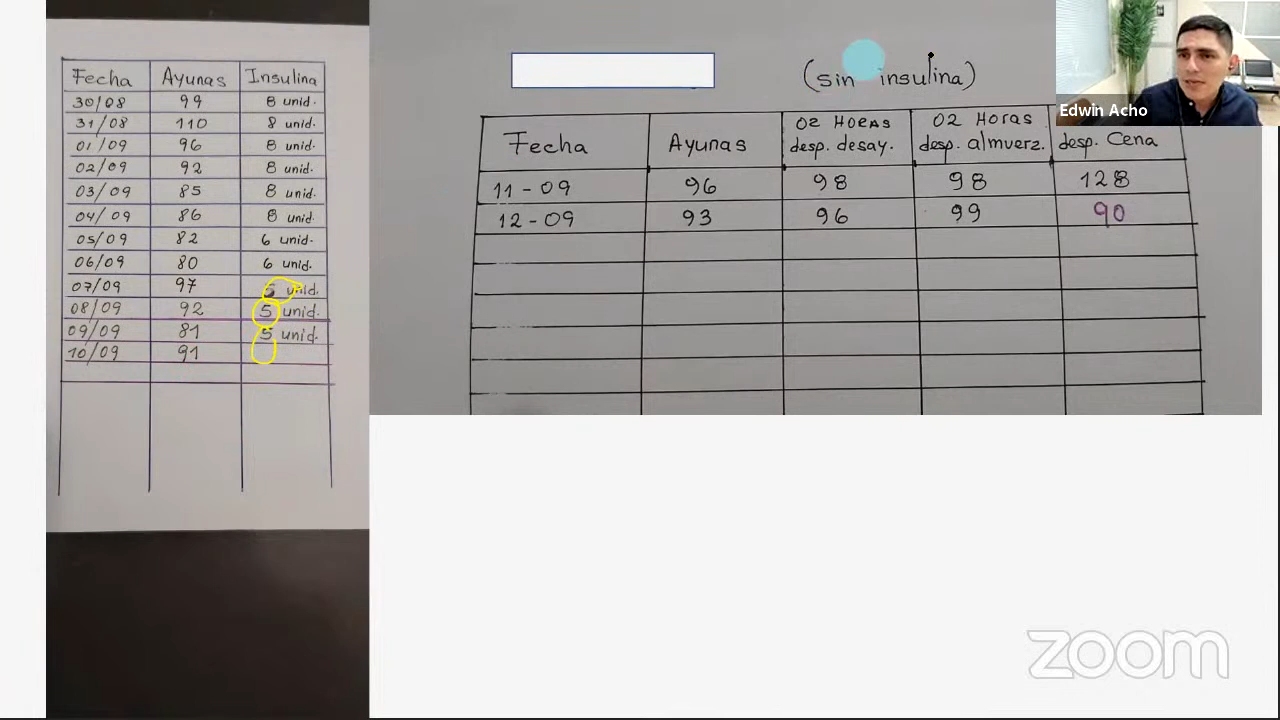 Fecha Ayunas Insulina
30/08 99 8 unid.
31/08 110 8 unid.
01/09 96 8 unid.
02/09 92 8 unid.
03/09 85 8 unid.
04/09 86 8 unid.
05/09 82 6 unid.
06/09 80 6 unid.
07/09 97 5 unid.
08/09 92 5 unid.
09/09 81 5 unid.
10/09 91
(sin insulina)
Fecha Ayunas 02 HORAS desp. desay. 02 HORAS desp. almuerz. desp. Cena
11-09 96 98 98 128
12-09 93 96 99 90
Edwin Acho
zoom